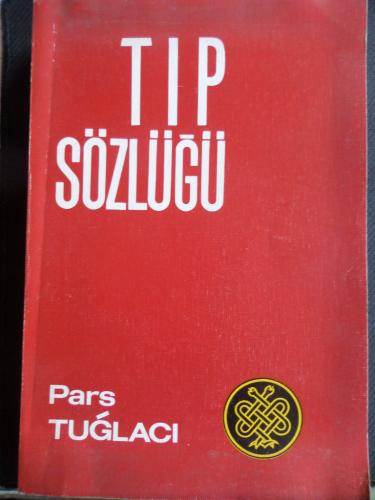 TIP
SÖZLÜĞÜ
Pars
TUĞLACI